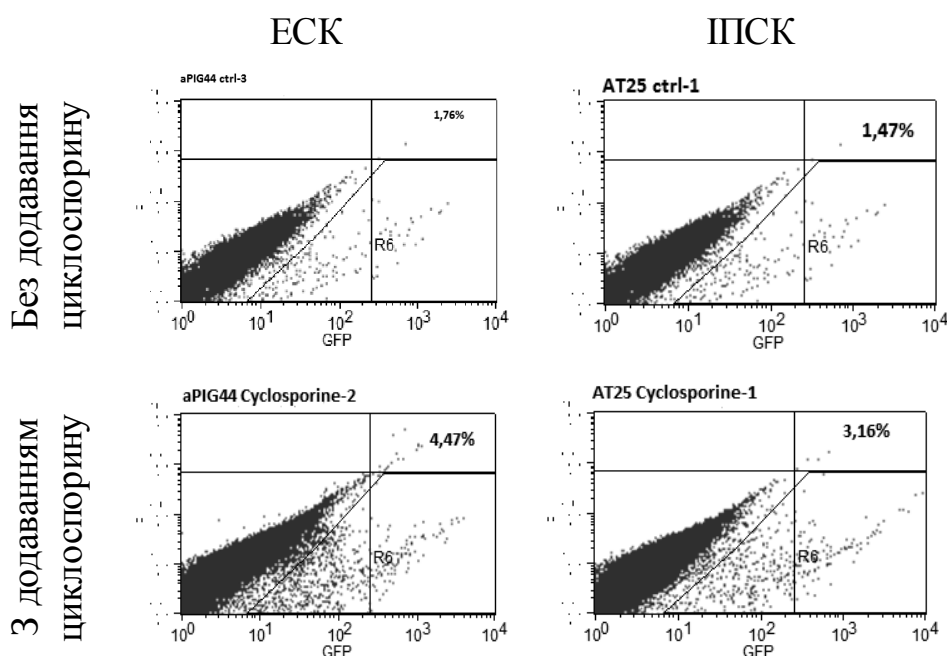 ЕСК
ІПСК
Без додавання
циклоспорину
aPIG44 ctrl-3
1,76%
R6
10^0 10^1 10^2 10^3 10^4
GFP
AT25 ctrl-1
1,47%
R6
10^0 10^1 10^2 10^3 10^4
GFP
З додаванням
циклоспорину
aPIG44 Cyclosporine-2
4,47%
R6
10^0 10^1 10^2 10^3 10^4
GFP
AT25 Cyclosporine-1
3,16%
R6
10^0 10^1 10^2 10^3 10^4
GFP